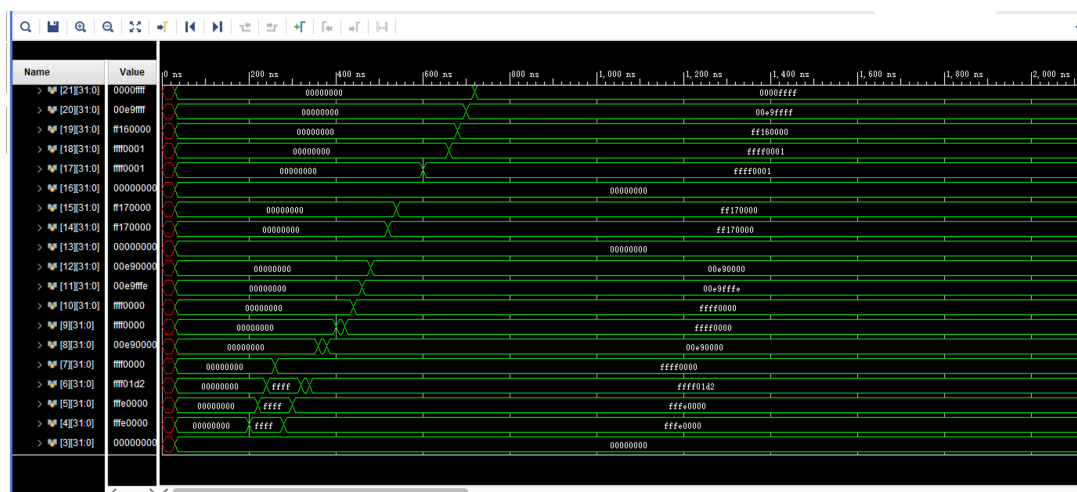 Name Value 0 ns 200 ns 400 ns 600 ns 800 ns 1,000 ns 1,200 ns 1,400 ns 1,600 ns 1,800 ns 2,000 ns
[21][31:0] 0000ffff 00000000 0000ffff
[20][31:0] 00e9ffff 00000000 00e9ffff
[19][31:0] ff160000 00000000 ff160000
[18][31:0] ffff0001 00000000 ffff0001
[17][31:0] ffff0001 00000000 ffff0001
[16][31:0] 00000000 00000000
[15][31:0] ff170000 00000000 ff170000
[14][31:0] ff170000 00000000 ff170000
[13][31:0] 00000000 00000000
[12][31:0] 00e90000 00000000 00e90000
[11][31:0] 00e9fffe 00000000 00e9fffe
[10][31:0] ffff0000 00000000 ffff0000
[9][31:0] ffff0000 00000000 ffff0000
[8][31:0] 00e90000 00000000 00e90000
[7][31:0] ffff0000 00000000 ffff0000
[6][31:0] ffff01d2 00000000 ffff ffff01d2
[5][31:0] fffe0000 00000000 ffff fffe0000
[4][31:0] fffe0000 00000000 ffff fffe0000
[3][31:0] 00000000 00000000